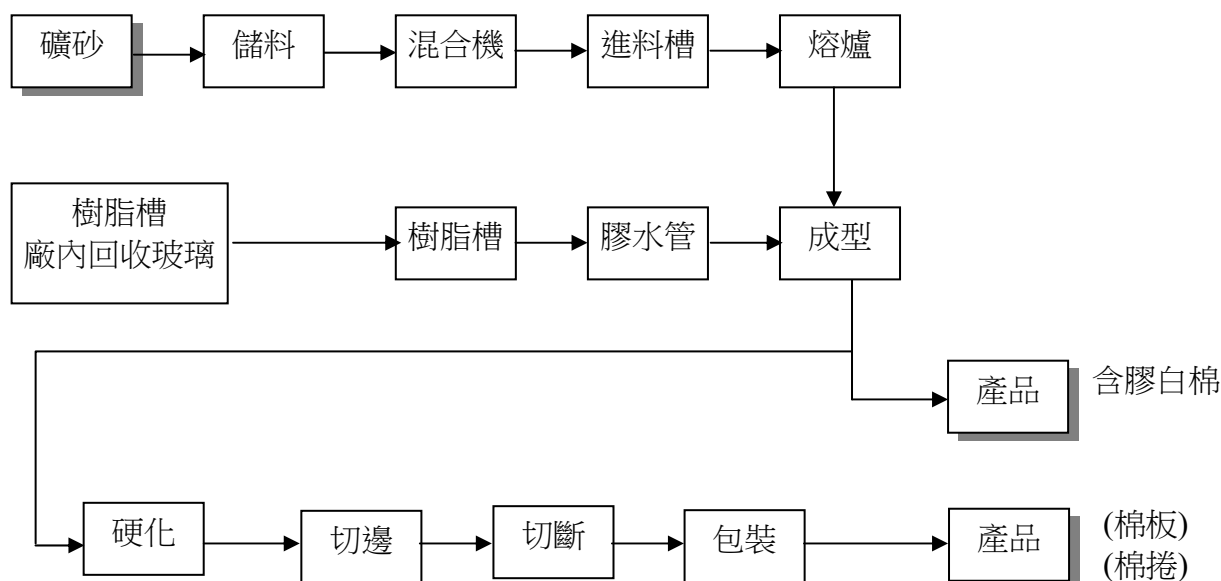 礦砂
儲料
混合機
進料槽
熔爐
樹脂槽
廠內回收玻璃
樹脂槽
膠水管
成型
產品
含膠白棉
硬化
切邊
切斷
包裝
產品
(棉板)
(棉捲)